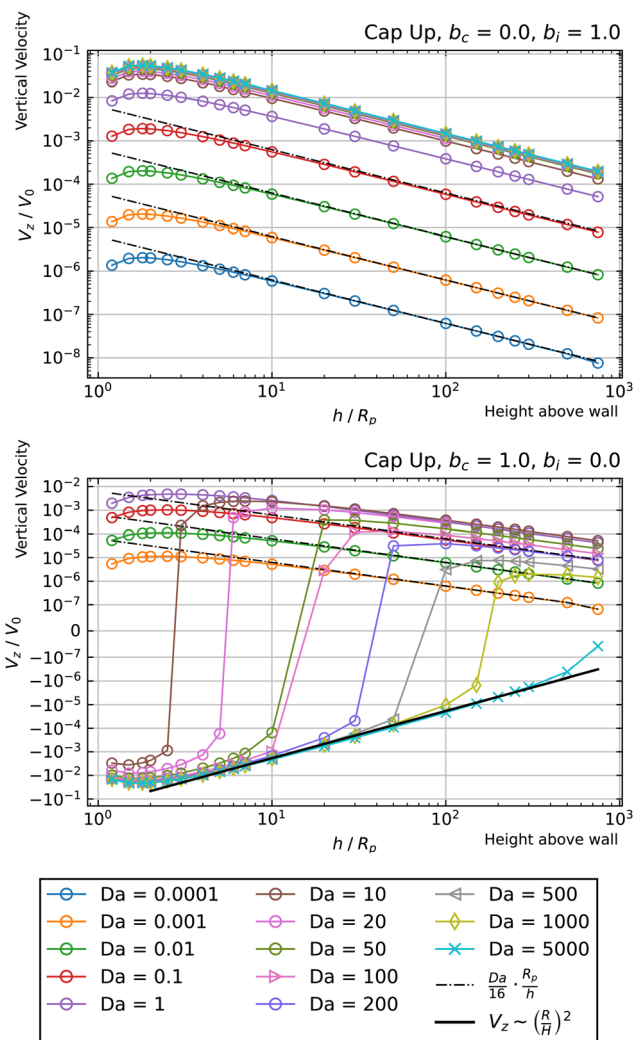 Cap Up, b_c = 0.0, b_i = 1.0
Vertical Velocity
V_z / V_0
10^-1
10^-2
10^-3
10^-4
10^-5
10^-6
10^-7
10^-8
10^0 10^1 10^2 10^3
h / R_p
Height above wall
Cap Up, b_c = 1.0, b_i = 0.0
Vertical Velocity
V_z / V_0
10^-2
10^-3
10^-4
10^-5
10^-6
10^-7
0
−10^-7
−10^-6
−10^-5
−10^-4
−10^-3
−10^-2
−10^-1
10^0 10^1 10^2 10^3
h / R_p
Height above wall
Da = 0.0001
Da = 0.001
Da = 0.01
Da = 0.1
Da = 1
Da = 10
Da = 20
Da = 50
Da = 100
Da = 200
Da = 500
Da = 1000
Da = 5000
Da/16 · R_p/h
V_z ~ (R/H)^2